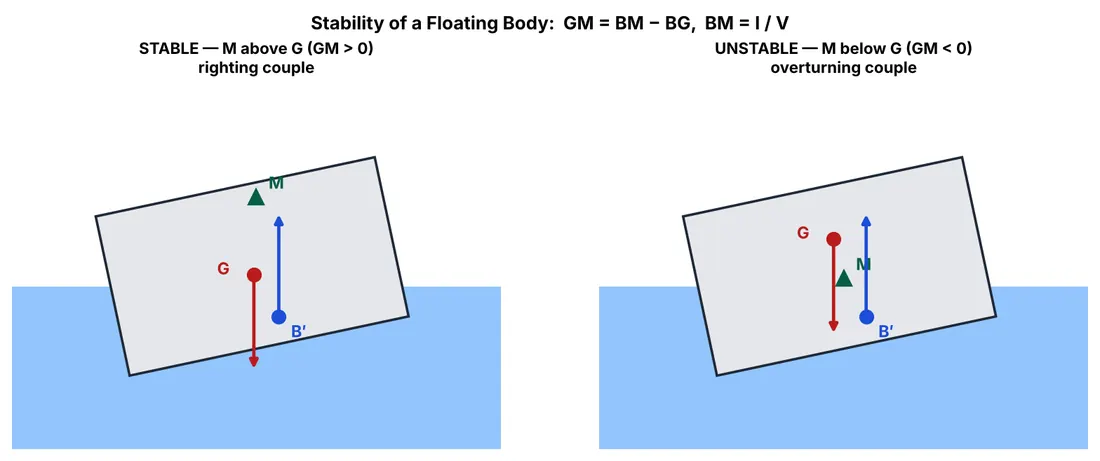 Stability of a Floating Body:  GM = BM − BG,  BM = I / V
STABLE — M above G (GM > 0)
righting couple
M
G
B′
UNSTABLE — M below G (GM < 0)
overturning couple
G
M
B′